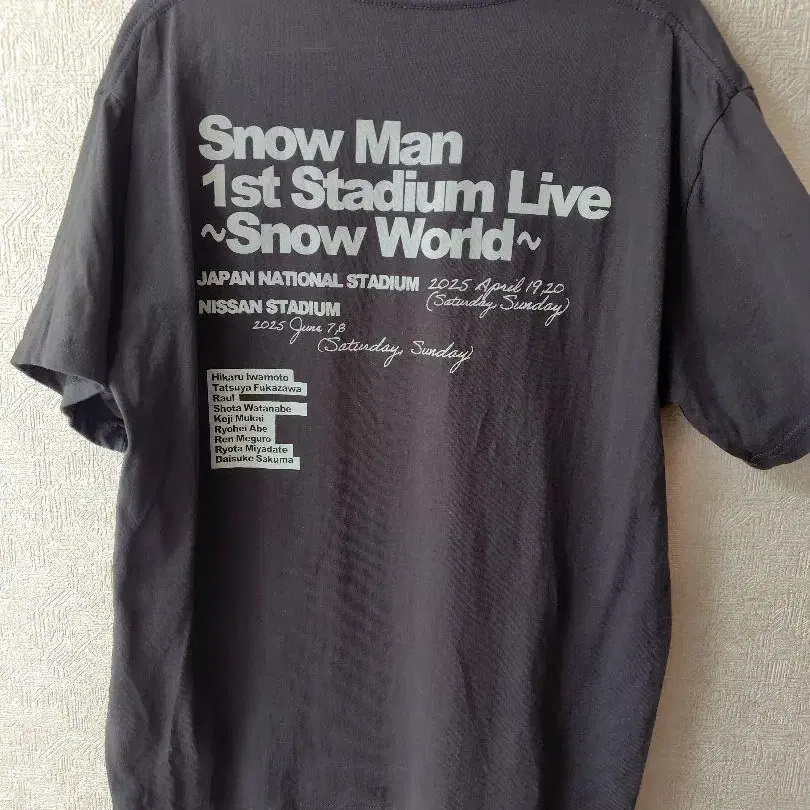 Snow Man
1st Stadium Live
~Snow World~
JAPAN NATIONAL STADIUM 2025 April 19,20
(Saturday, Sunday)
NISSAN STADIUM
2025 June 7,8
(Saturday, Sunday)
Hikaru Iwamoto
Tatsuya Fukazawa
Raul
Shota Watanabe
Koji Mukai
Ryohei Abe
Ren Meguro
Ryota Miyadate
Daisuke Sakuma